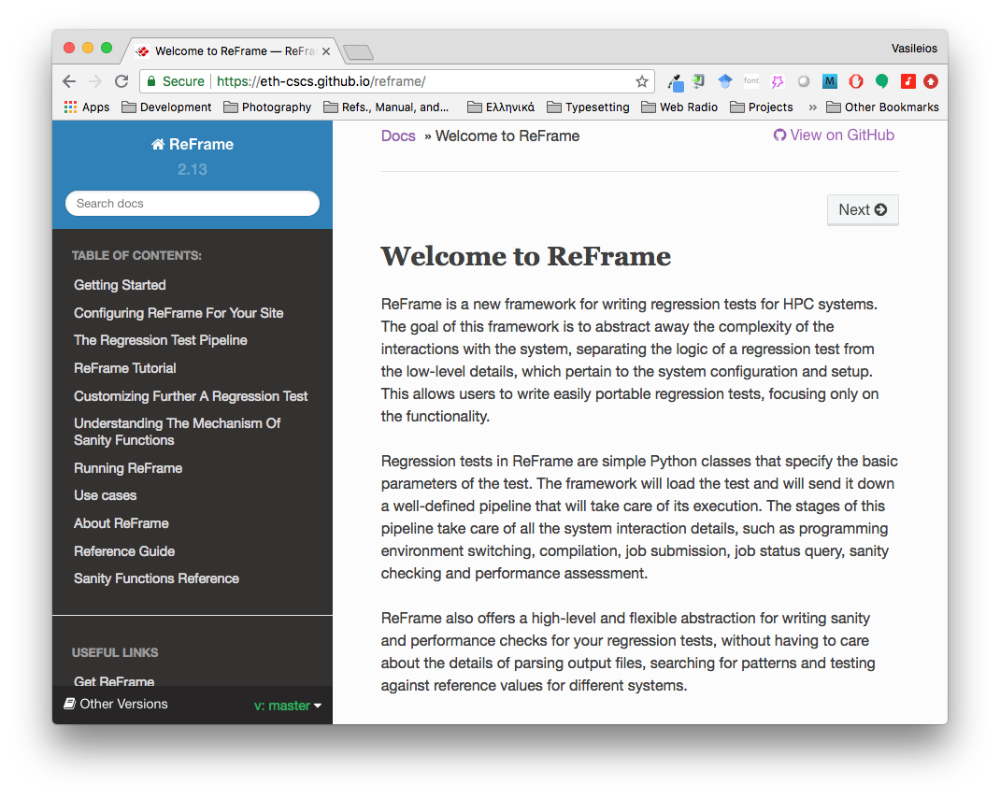 Welcome to ReFrame — ReFra
Vasileios
Secure https://eth-cscs.github.io/reframe/
font M
Apps Development Photography Refs., Manual, and... Ελληνικά Typesetting Web Radio Projects » Other Bookmarks
ReFrame
2.13
Search docs
TABLE OF CONTENTS:
Getting Started
Configuring ReFrame For Your Site
The Regression Test Pipeline
ReFrame Tutorial
Customizing Further A Regression Test
Understanding The Mechanism Of
Sanity Functions
Running ReFrame
Use cases
About ReFrame
Reference Guide
Sanity Functions Reference
USEFUL LINKS
Get ReFrame
Other Versions v: master
Docs » Welcome to ReFrame
View on GitHub
Next
Welcome to ReFrame
ReFrame is a new framework for writing regression tests for HPC systems.
The goal of this framework is to abstract away the complexity of the
interactions with the system, separating the logic of a regression test from
the low-level details, which pertain to the system configuration and setup.
This allows users to write easily portable regression tests, focusing only on
the functionality.
Regression tests in ReFrame are simple Python classes that specify the basic
parameters of the test. The framework will load the test and will send it down
a well-defined pipeline that will take care of its execution. The stages of this
pipeline take care of all the system interaction details, such as programming
environment switching, compilation, job submission, job status query, sanity
checking and performance assessment.
ReFrame also offers a high-level and flexible abstraction for writing sanity
and performance checks for your regression tests, without having to care
about the details of parsing output files, searching for patterns and testing
against reference values for different systems.